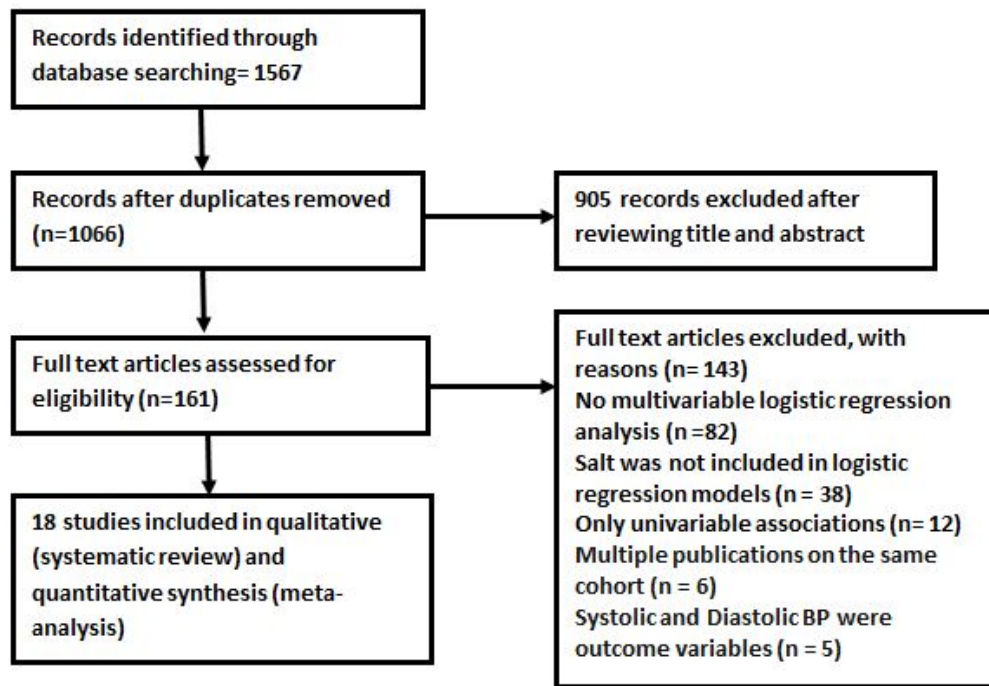 Records identified through
database searching= 1567
Records after duplicates removed
(n=1066)
905 records excluded after
reviewing title and abstract
Full text articles assessed for
eligibility (n=161)
Full text articles excluded, with
reasons (n= 143)
No multivariable logistic regression
analysis (n =82)
Salt was not included in logistic
regression models (n = 38)
Only univariable associations (n= 12)
Multiple publications on the same
cohort (n = 6)
Systolic and Diastolic BP were
outcome variables (n = 5)
18 studies included in qualitative
(systematic review) and
quantitative synthesis (meta-
analysis)